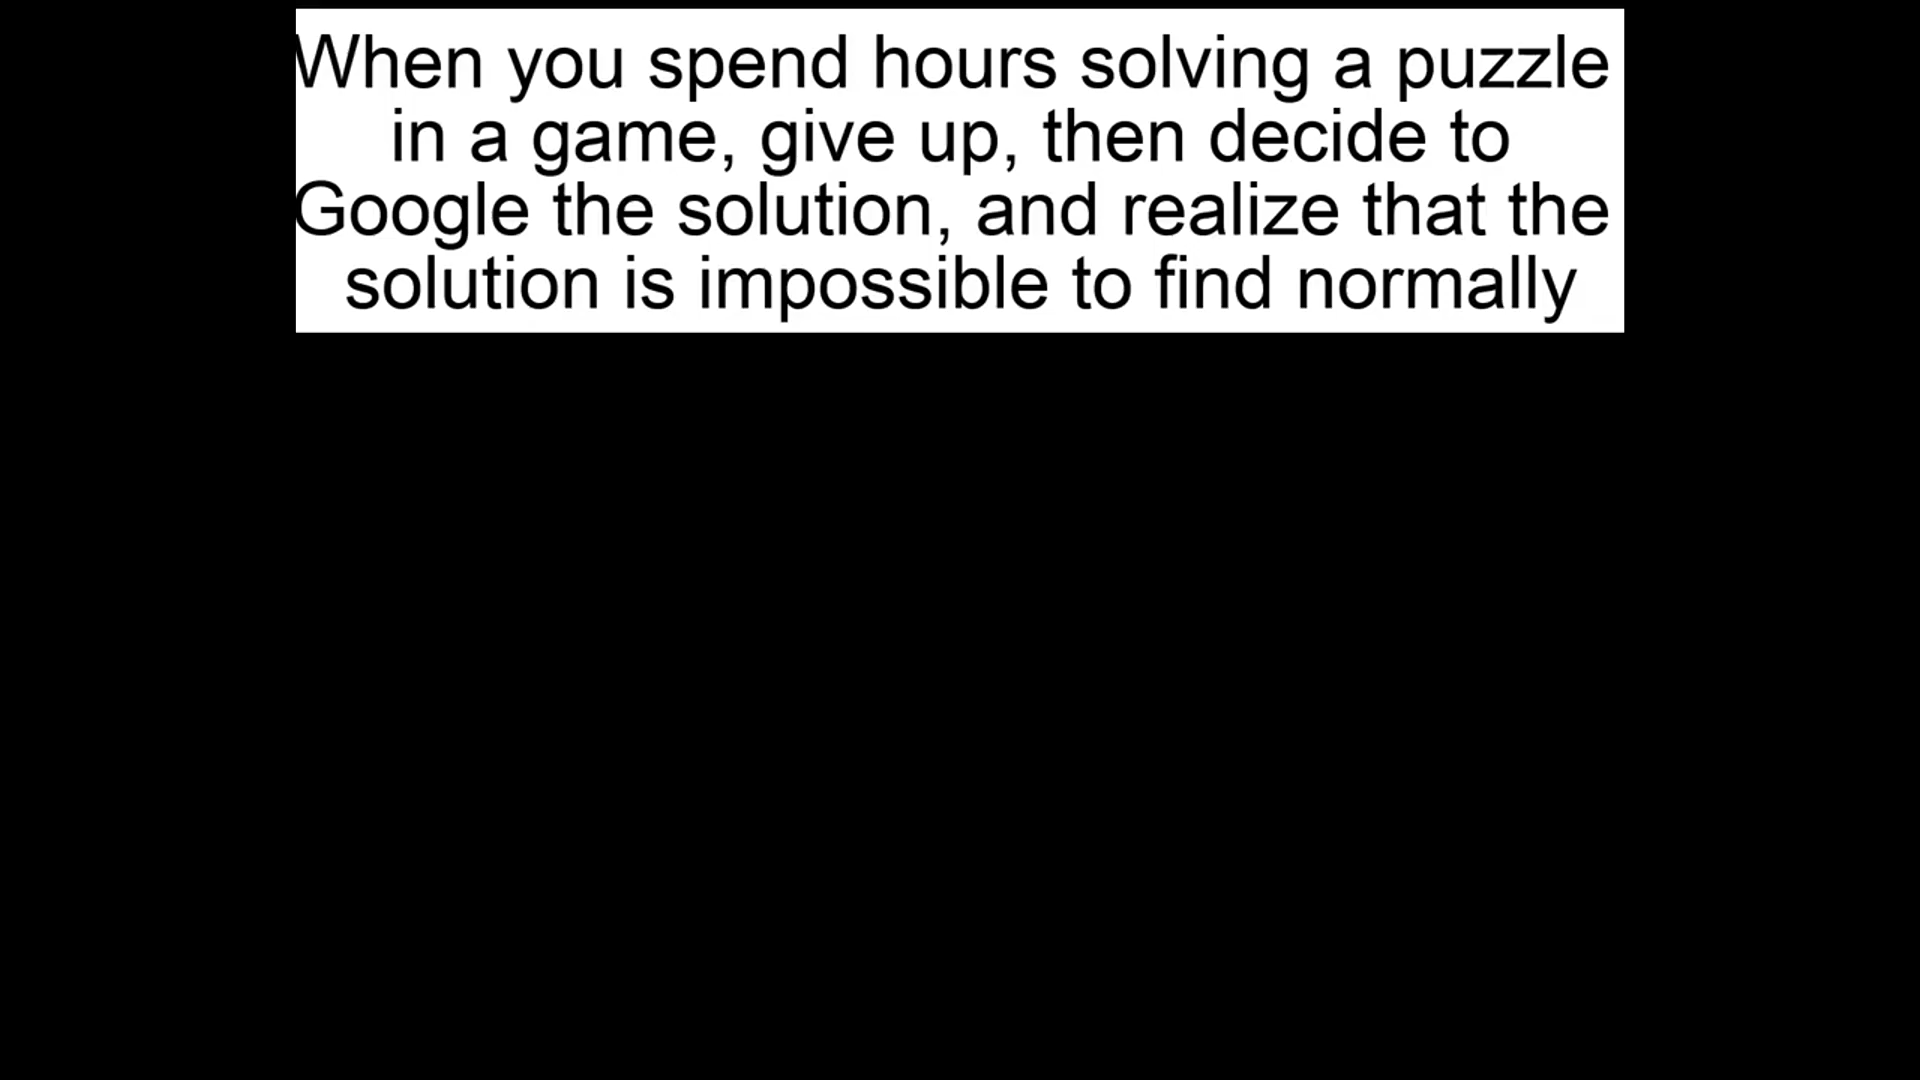 When you spend hours solving a puzzle
in a game, give up, then decide to
Google the solution, and realize that the
solution is impossible to find normally